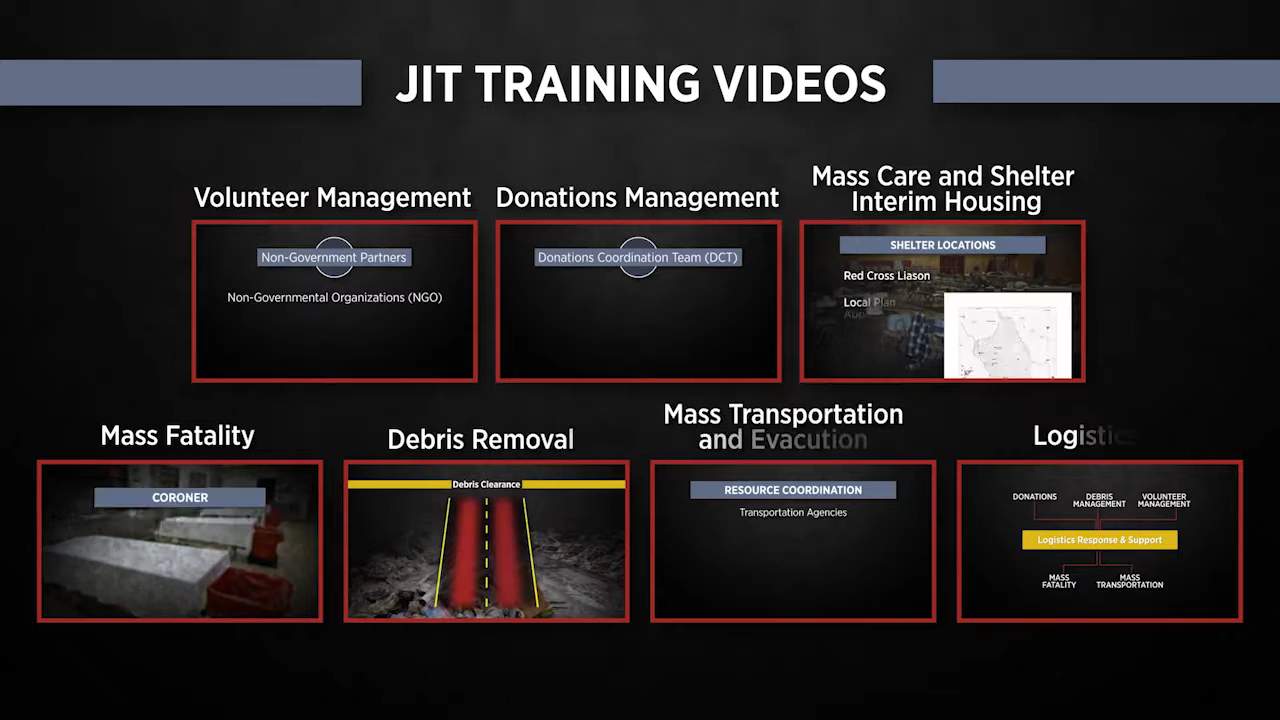 JIT TRAINING VIDEOS
Volunteer Management
Non-Government Partners
Non-Governmental Organizations (NGO)
Donations Management
Donations Coordination Team (DCT)
Mass Care and Shelter
Interim Housing
SHELTER LOCATIONS
Red Cross Liason
Local Plan
Mass Fatality
CORONER
Debris Removal
Debris Clearance
Mass Transportation
and Evacution
RESOURCE COORDINATION
Transportation Agencies
Logistic
DONATIONS
DEBRIS
MANAGEMENT
VOLUNTEER
MANAGEMENT
Logistics Response & Support
MASS
FATALITY
MASS
TRANSPORTATION